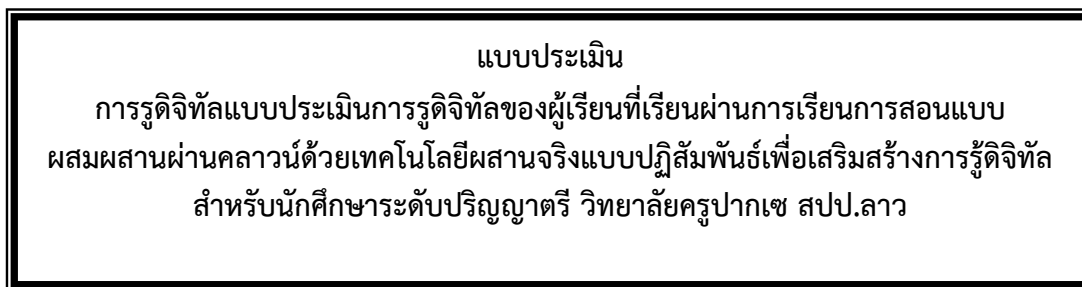 แบบประเมิน
การรูดิจิทัลแบบประเมินการรูดิจิทัลของผู้เรียนที่เรียนผ่านการเรียนการสอนแบบ
ผสมผสานผ่านคลาวน์ด้วยเทคโนโลยีผสานจริงแบบปฏิสัมพันธ์เพื่อเสริมสร้างการรู้ดิจิทัล
สำหรับนักศึกษาระดับปริญญาตรี วิทยาลัยครูปากเซ สปป.ลาว